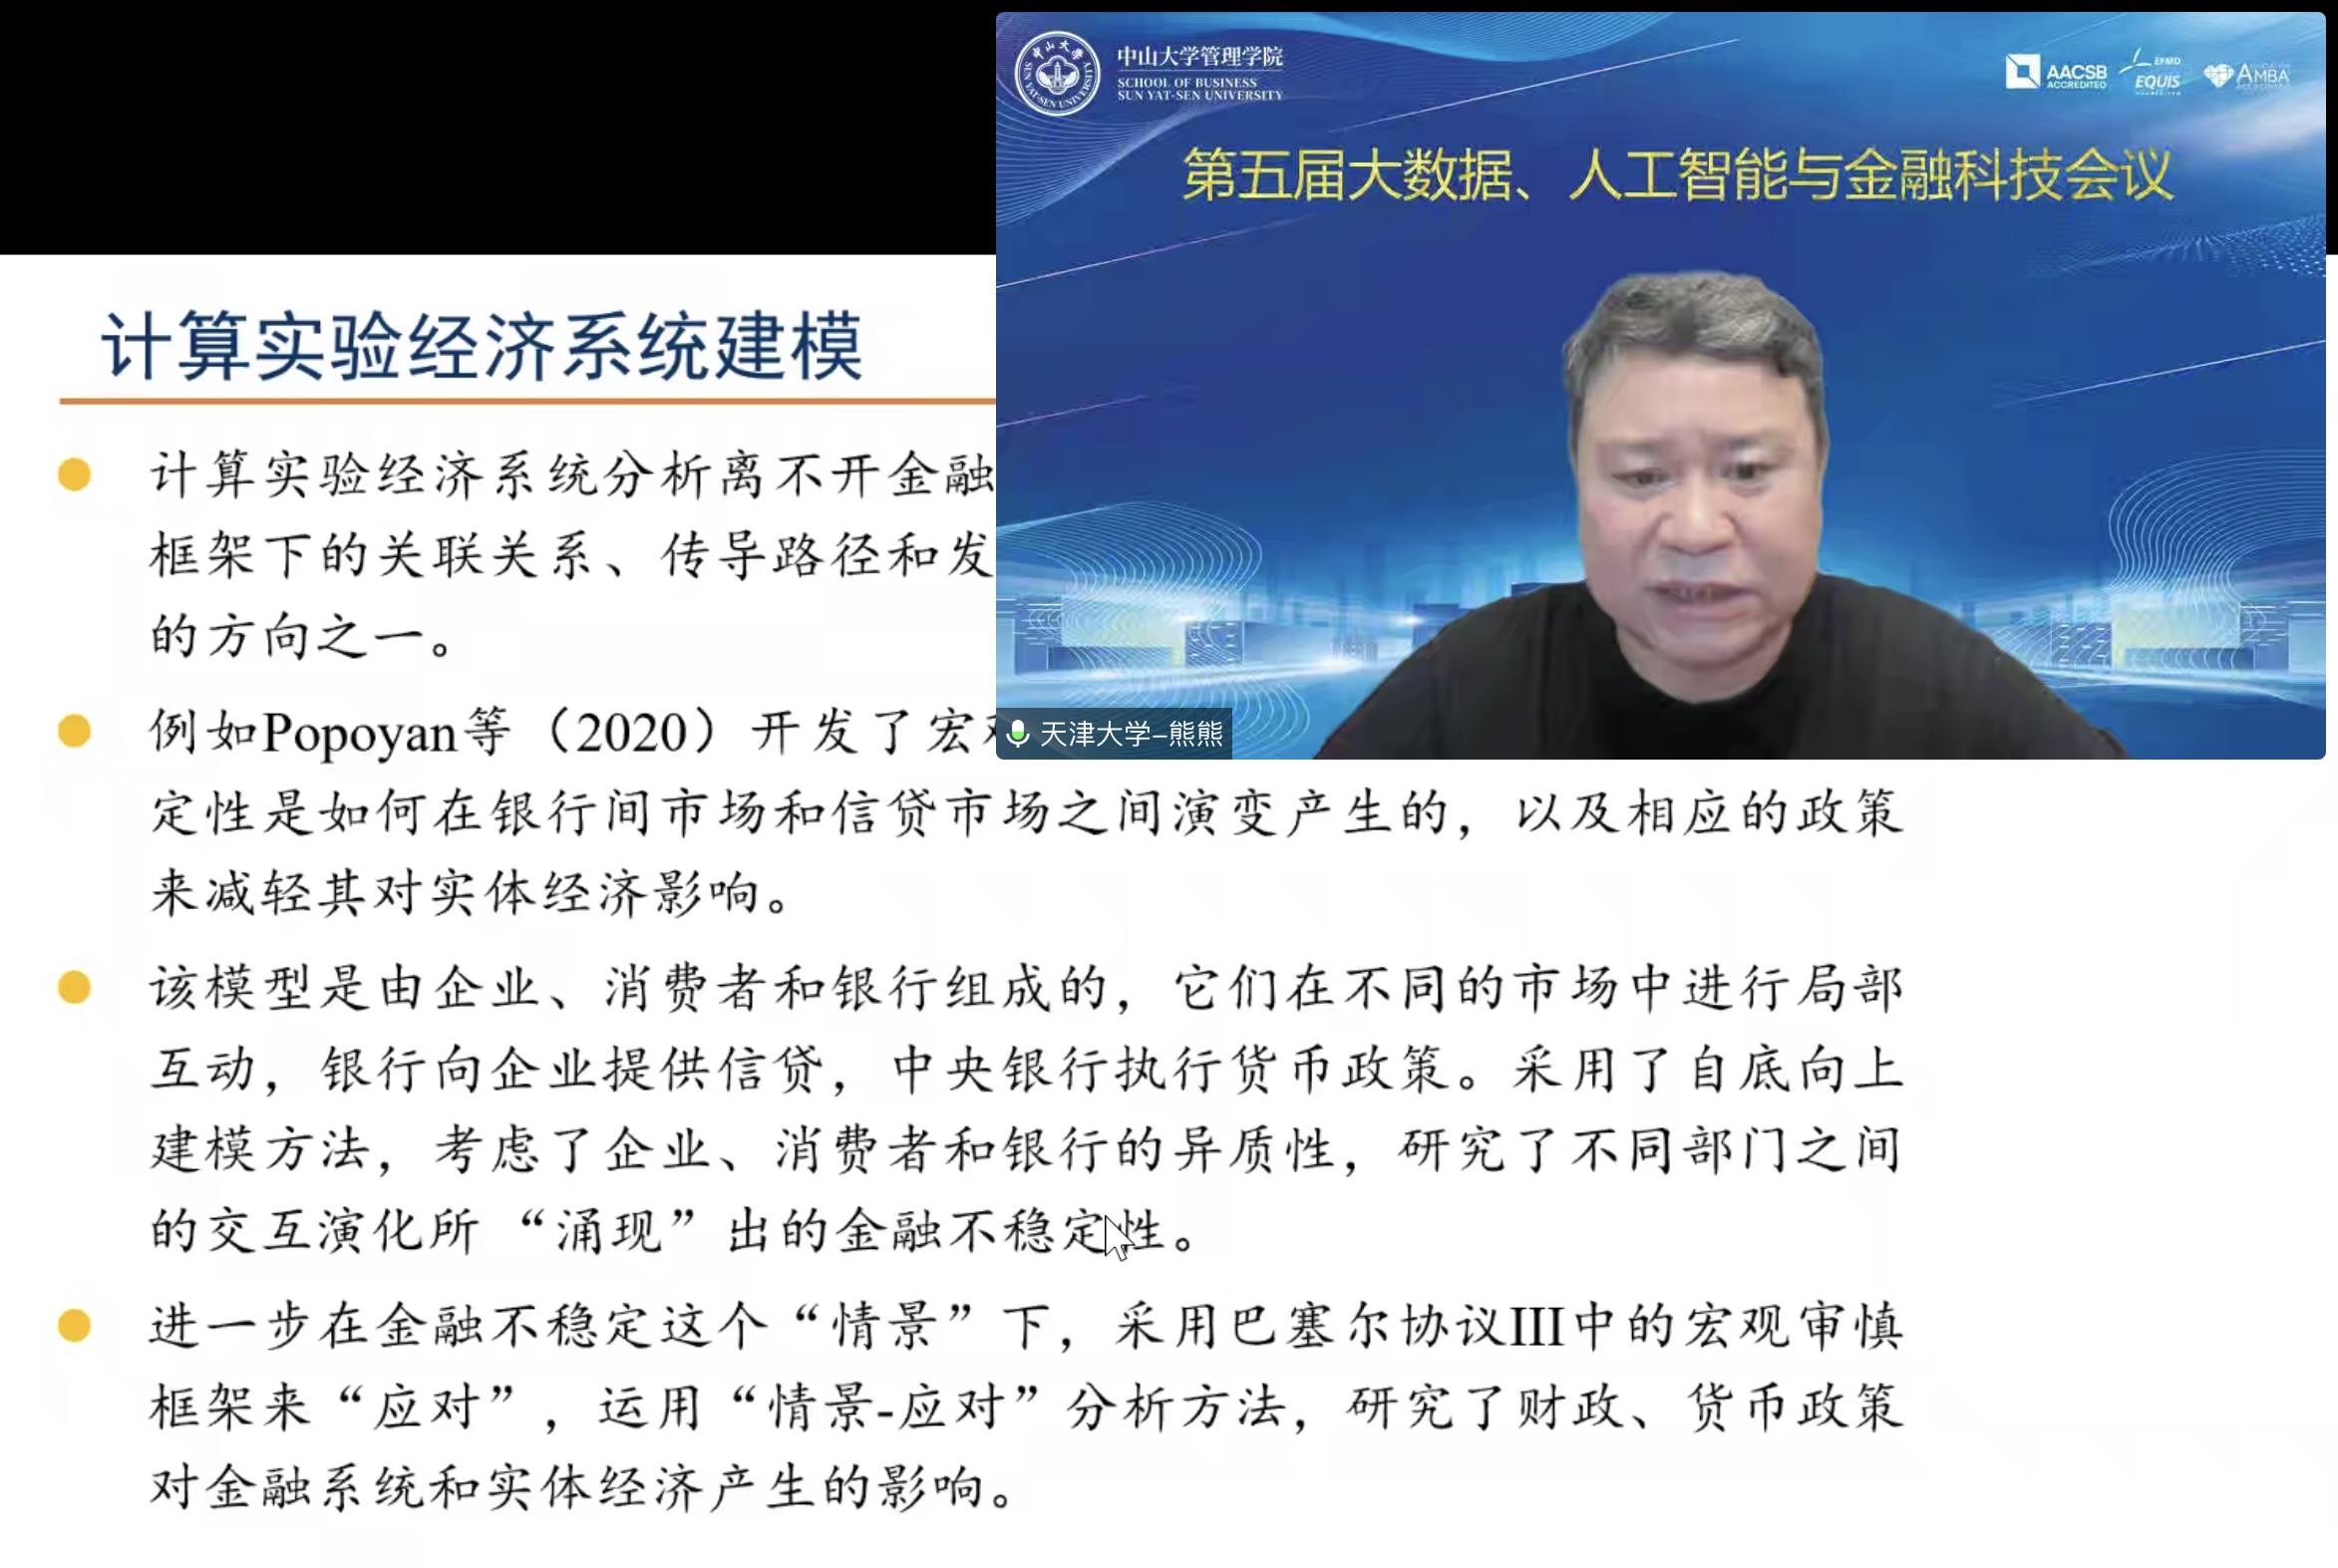 中山大学
SUN YAT-SEN UNIVERSITY
中山大学管理学院
SCHOOL OF BUSINESS
SUN YAT-SEN UNIVERSITY
AACSB
ACCREDITED
EFMD
EQUIS
AMBA
第五届大数据、人工智能与金融科技会议
天津大学-熊熊
计算实验经济系统建模
计算实验经济系统分析离不开金融
框架下的关联关系、传导路径和发
的方向之一。
例如Popoyan等（2020）开发了宏
定性是如何在银行间市场和信贷市场之间演变产生的，以及相应的政策
来减轻其对实体经济影响。
该模型是由企业、消费者和银行组成的，它们在不同的市场中进行局部
互动，银行向企业提供信贷，中央银行执行货币政策。采用了自底向上
建模方法，考虑了企业、消费者和银行的异质性，研究了不同部门之间
的交互演化所“涌现”出的金融不稳定性。
进一步在金融不稳定这个“情景”下，采用巴塞尔协议III中的宏观审慎
框架来“应对”，运用“情景-应对”分析方法，研究了财政、货币政策
对金融系统和实体经济产生的影响。